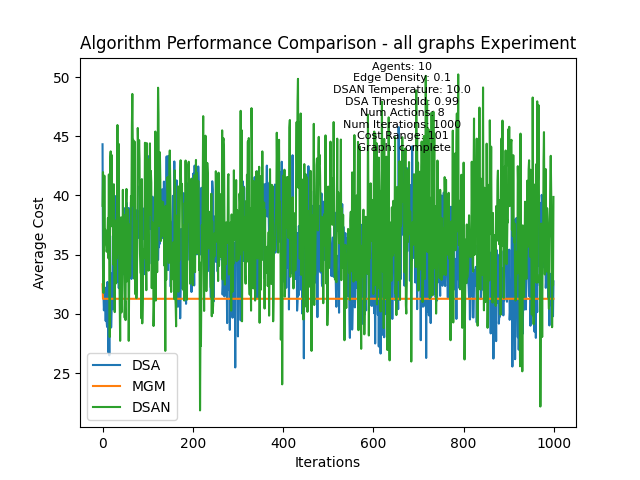 Algorithm Performance Comparison - all graphs Experiment
Agents: 10
Edge Density: 0.1
DSAN Temperature: 10.0
DSA Threshold: 0.99
Num Actions: 8
Num Iterations: 1000
Cost Range: 101
Graph: complete
50
45
40
35
30
25
Average Cost
DSA
MGM
DSAN
0
200
400
600
800
1000
Iterations